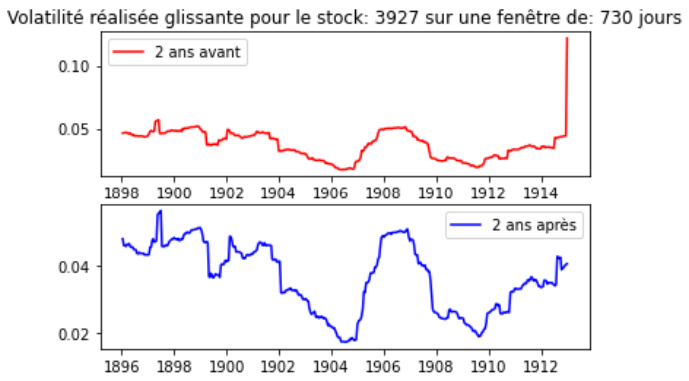 Volatilité réalisée glissante pour le stock: 3927 sur une fenêtre de: 730 jours
2 ans avant
0.10
0.05
1898 1900 1902 1904 1906 1908 1910 1912 1914
2 ans après
0.04
0.02
1896 1898 1900 1902 1904 1906 1908 1910 1912